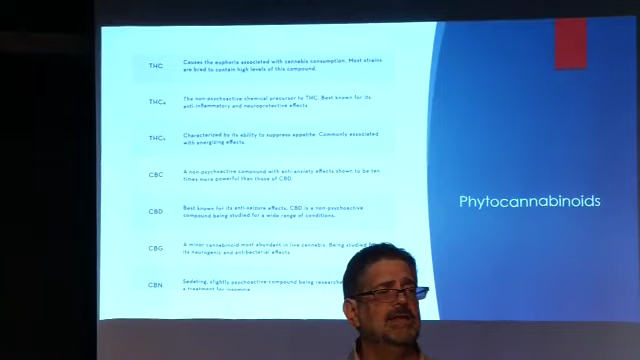 THC
Causes the euphoria associated with cannabis consumption. Most strains
are bred to contain high levels of this compound.
THCa
The non-psychoactive chemical precursor to THC. Best known for its
anti-inflammatory and neuroprotective effects.
THCv
Characterized by its ability to suppress appetite. Commonly associated
with energizing effects.
CBC
A non-psychoactive compound with anti-anxiety effects shown to be ten
times more powerful than those of CBD.
CBD
Best known for its anti-seizure effects, CBD is a non-psychoactive
compound being studied for a wide range of conditions.
CBG
A minor cannabinoid most abundant in live cannabis. Being studied
its neurogenic and antibacterial effects.
CBN
Sedating, slightly psychoactive compound being
a treatment for insomnia.
Phytocannabinoids